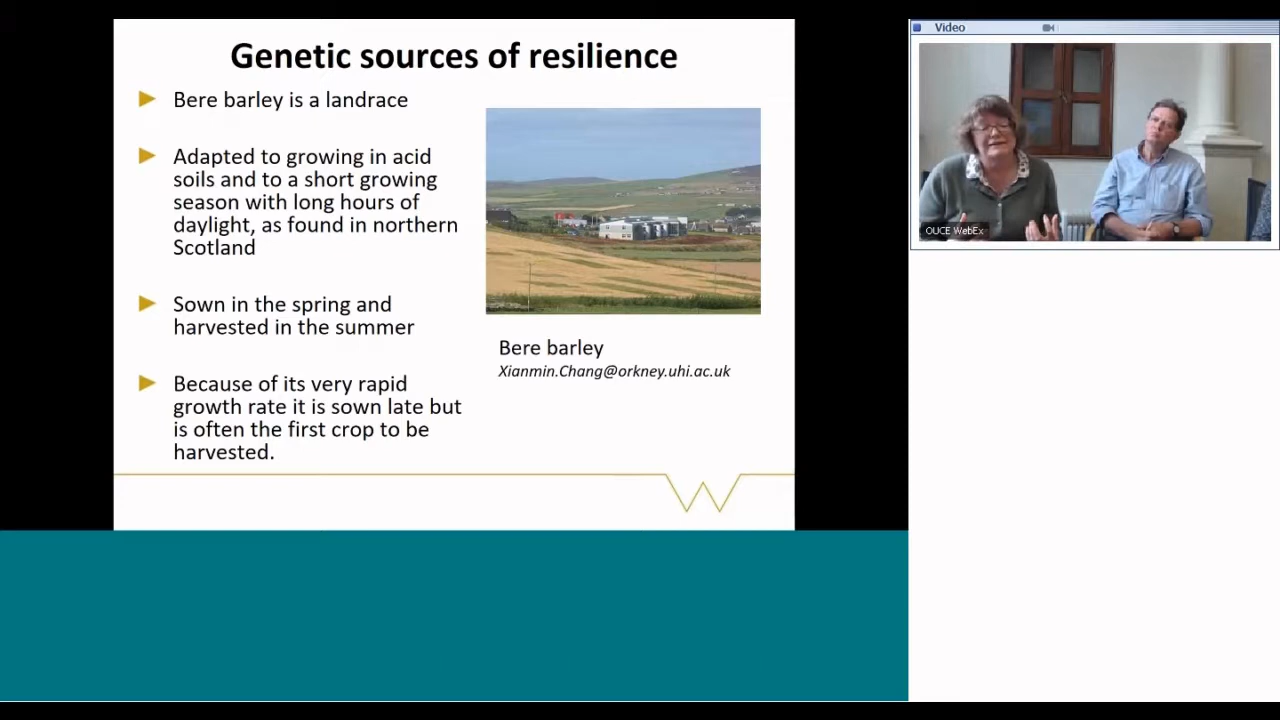 Genetic sources of resilience
Bere barley is a landrace
Adapted to growing in acid
soils and to a short growing
season with long hours of
daylight, as found in northern
Scotland
Sown in the spring and
harvested in the summer
Because of its very rapid
growth rate it is sown late but
is often the first crop to be
harvested.
Bere barley
Xianmin.Chang@orkney.uhi.ac.uk
Video
OUCE WebEx